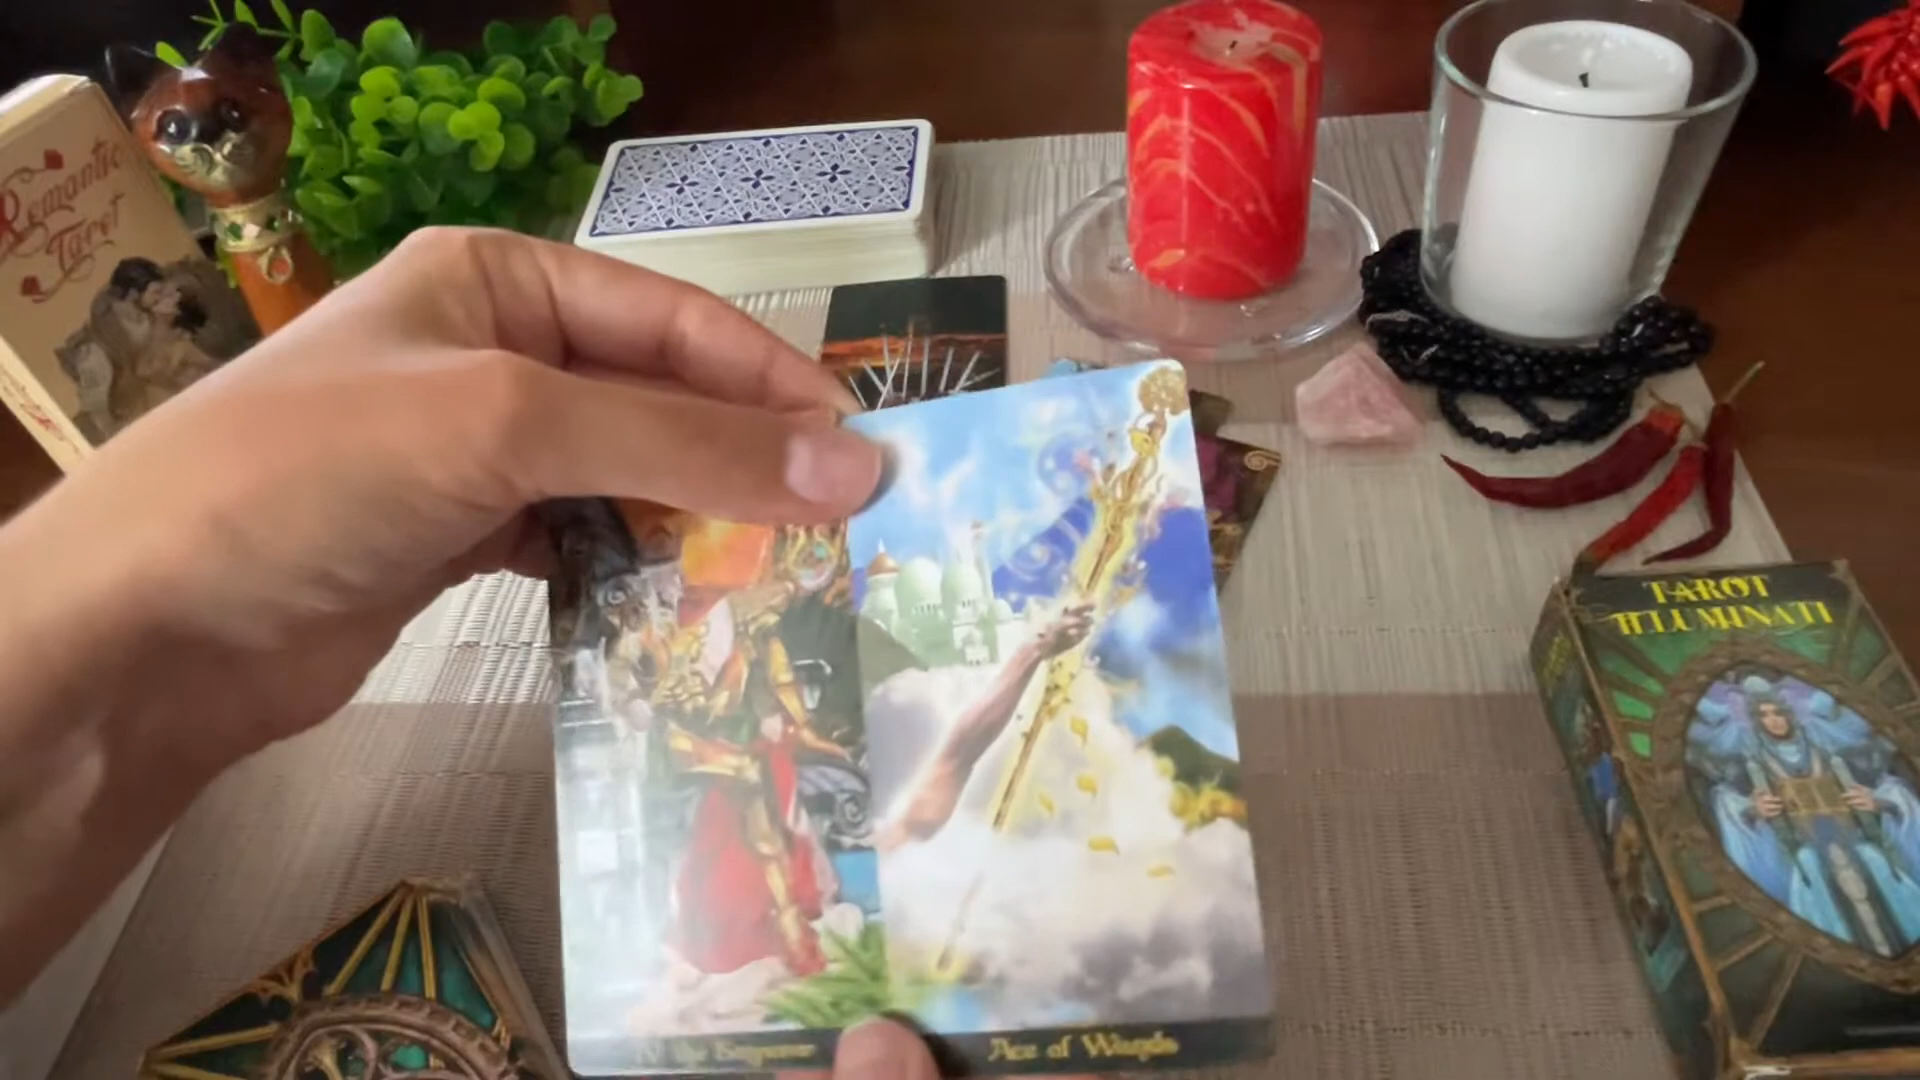 Romantic
Tarot
TAROT
ILLUMINATI
IV The Emperor
Ace of Wands